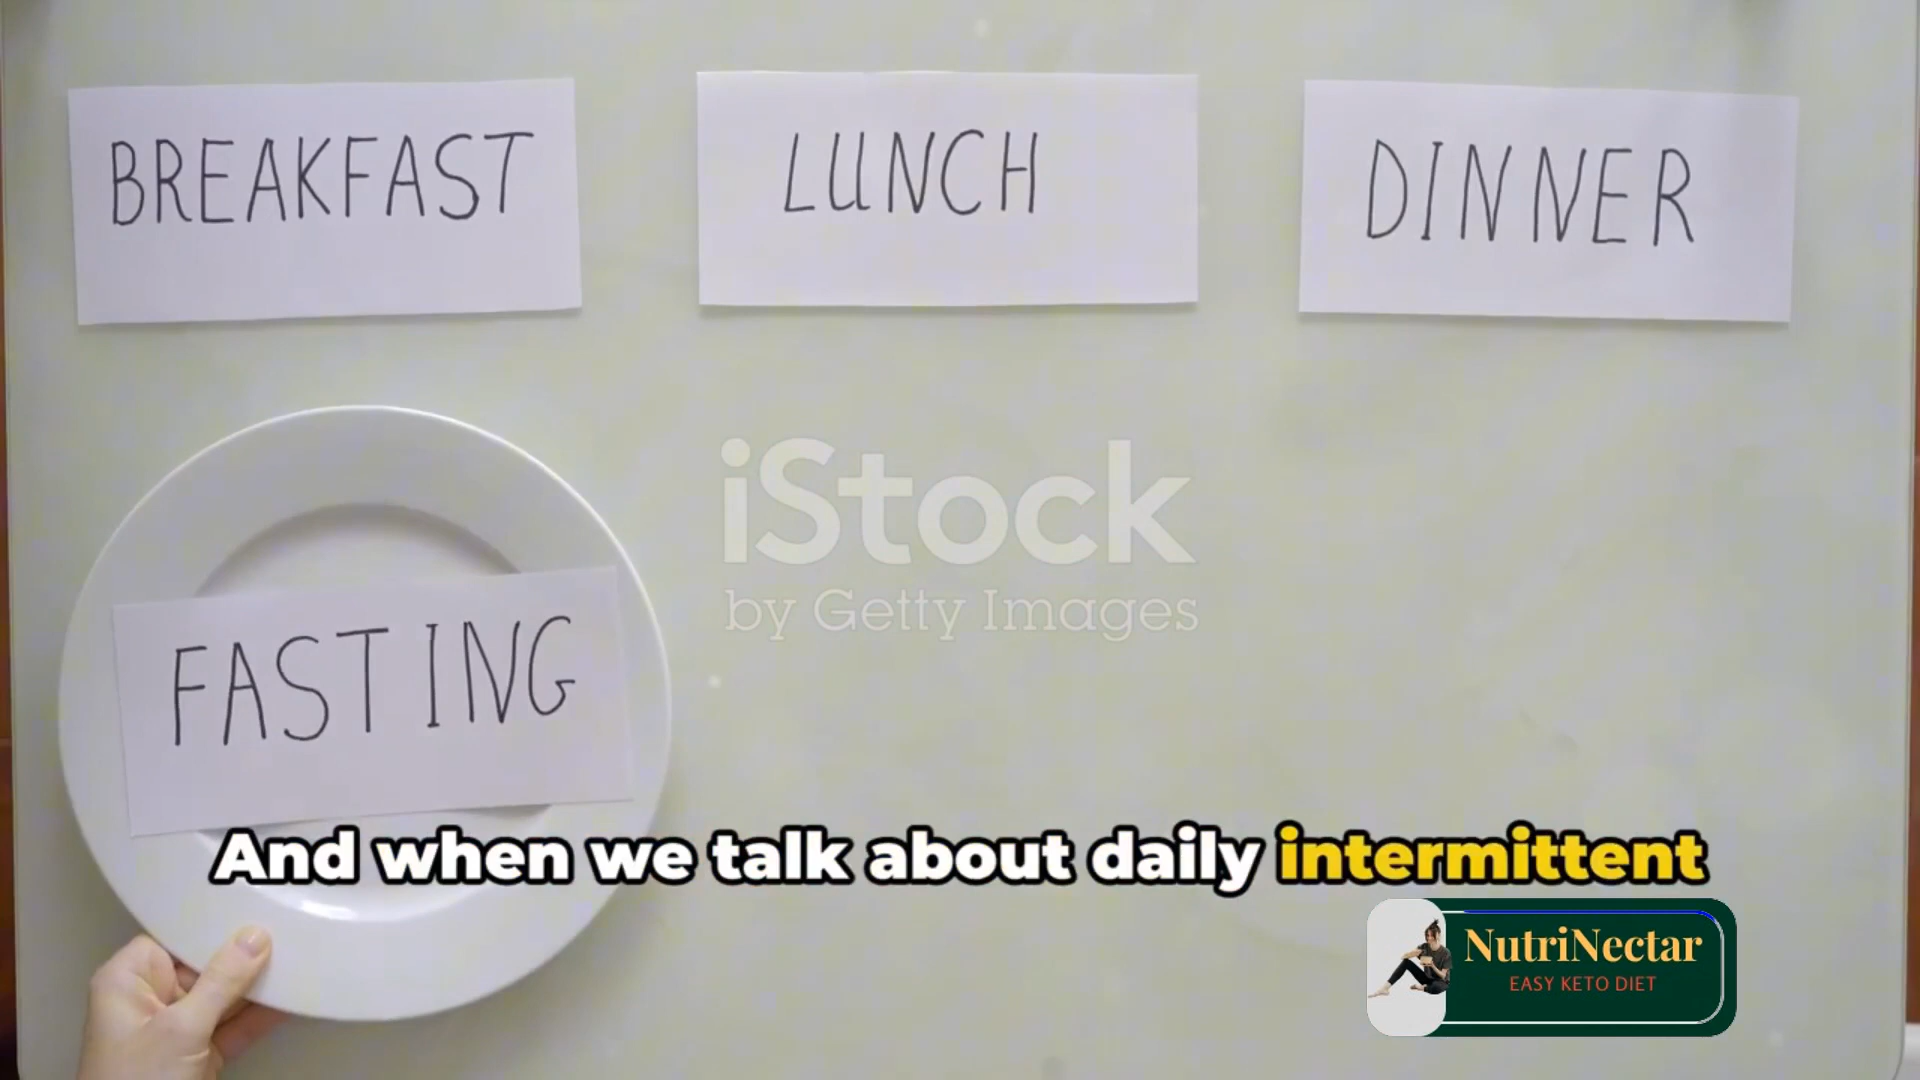 BREAKFAST
LUNCH
DINNER
iStock
by Getty Images
FASTING
And when we talk about daily intermittent
NutriNectar
EASY KETO DIET